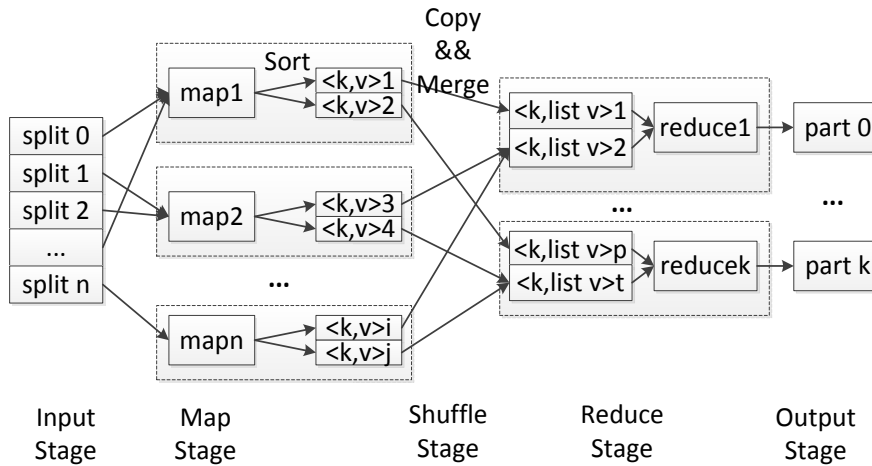 Copy
&&
Merge
Sort
map1
<k,v>1
<k,v>2
split 0
split 1
split 2
...
split n
map2
<k,v>3
<k,v>4
...
mapn
<k,v>i
<k,v>j
<k,list v>1
<k,list v>2
reduce1
part 0
...
...
<k,list v>p
<k,list v>t
reducek
part k
Input
Stage
Map
Stage
Shuffle
Stage
Reduce
Stage
Output
Stage